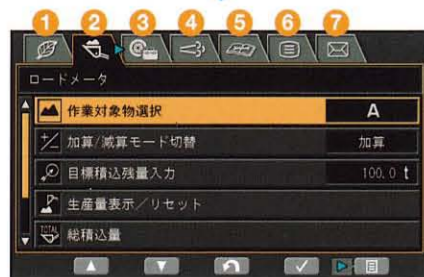 1 2 3 4 5 6 7
ロードメータ
作業対象物選択 A
加算/減算モード切替 加算
目標積込残量入力 100.0 t
生産量表示/リセット
TOTAL 総積込量